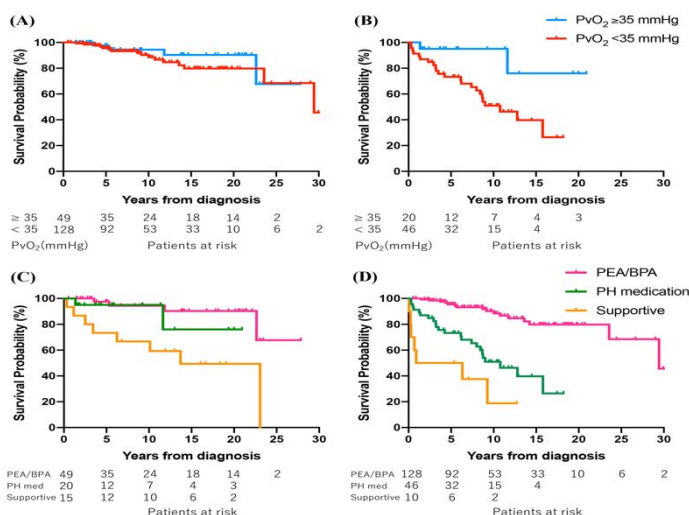 (A)
(B)
PvO₂ ≥35 mmHg
PvO₂ <35 mmHg
Survival Probability (%)
100
80
60
40
20
0
0 5 10 15 20 25 30
Years from diagnosis
≥ 35 49 35 24 18 14 2
< 35 128 92 53 33 10 6 2
PvO₂(mmHg) Patients at risk
Survival Probability (%)
100
80
60
40
20
0
0 5 10 15 20 25 30
Years from diagnosis
≥ 35 20 12 7 4 3
< 35 46 32 15 4
PvO₂(mmHg) Patients at risk
(C)
(D)
PEA/BPA
PH medication
Supportive
Survival Probability (%)
100
80
60
40
20
0
0 5 10 15 20 25 30
Years from diagnosis
PEA/BPA 49 35 24 18 14 2
PH med 20 12 7 4 3
Supportive 15 12 10 6 2
Patients at risk
Survival Probability (%)
100
80
60
40
20
0
0 5 10 15 20 25 30
Years from diagnosis
PEA/BPA 128 92 53 33 10 6 2
PH med 46 32 15 4
Supportive 10 6 2
Patients at risk